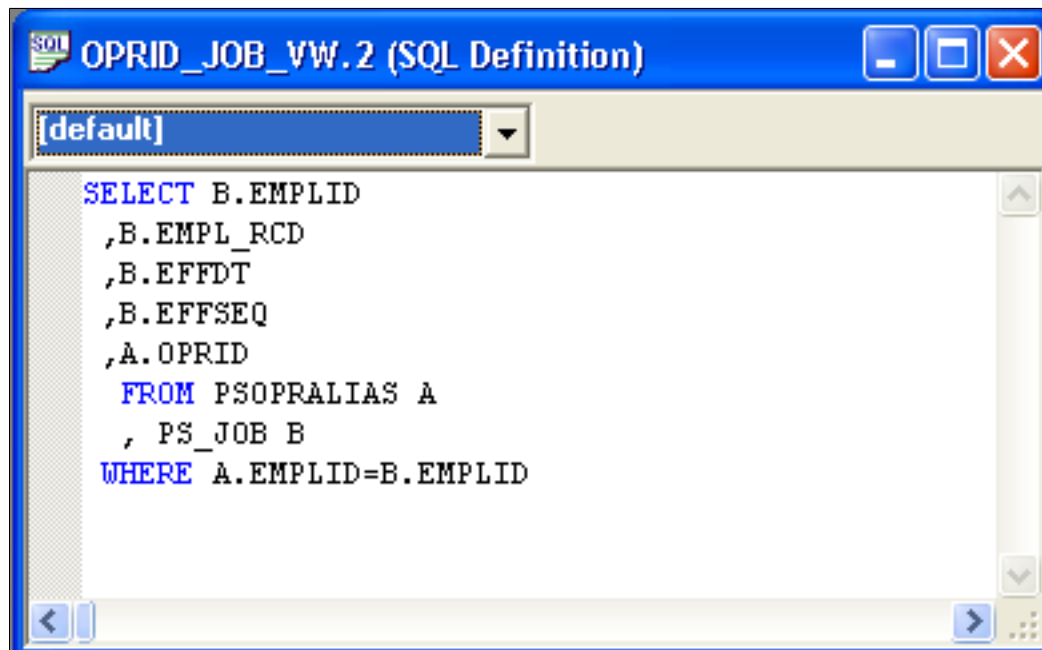 SQL
OPRID_JOB_VW.2 (SQL Definition)
[default]
SELECT B.EMPLID
,B.EMPL_RCD
,B.EFFDT
,B.EFFSEQ
,A.OPRID
FROM PSOPRALIAS A
, PS_JOB B
WHERE A.EMPLID=B.EMPLID